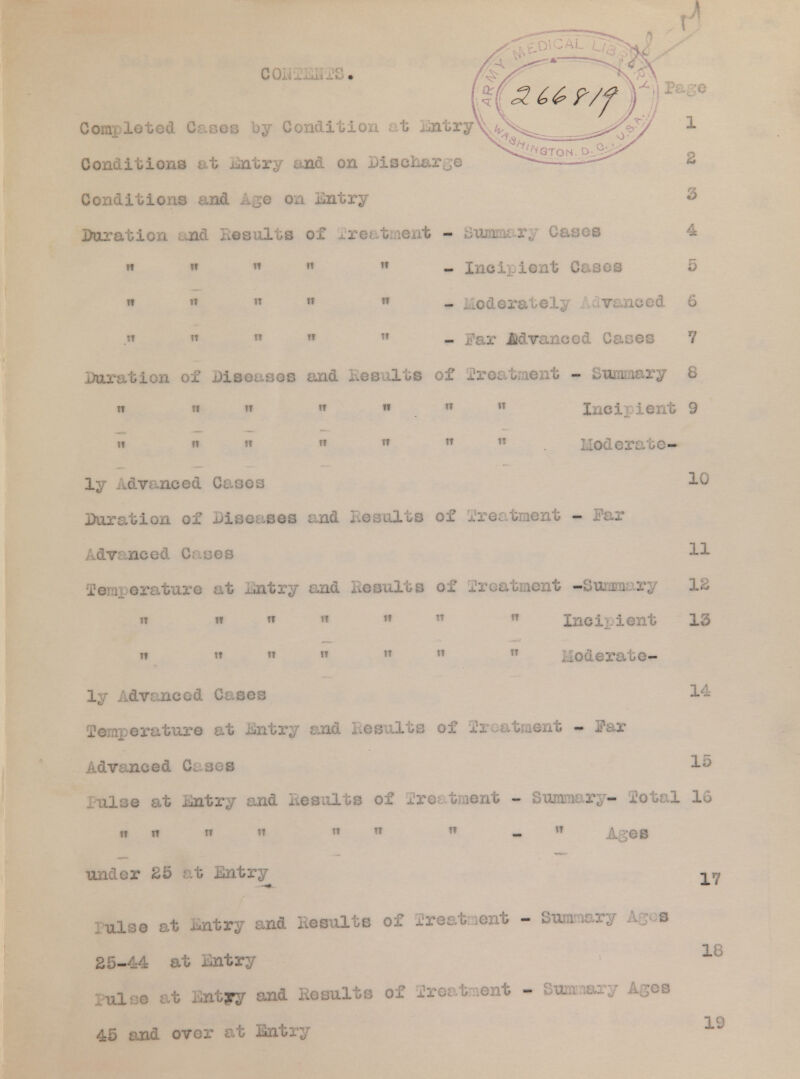 CONTENTS.
ARMY MEDICAL LIBRARY
266819
WASHINGTON. D.C., U.S.A.
Page
Completed Cases by Condition at Entry 1
Conditions at Entry and on Discharge 2
Conditions and Age on Entry 3
Duration and Results of Treatment - Summary Cases 4
" " " " " - Incipient Cases 5
" " " " " - Moderately Advanced 6
" " " " " - Far Advanced Cases 7
Duration of Diseases and Results of Treatment - Summary 8
" " " " " " " Incipient 9
" " " " " " " Moderate-
ly Advanced Cases 10
Duration of Diseases and Results of Treatment - Far
Advanced Cases 11
Temperature at Entry and Results of Treatment -Summary 12
" " " " " " " Incipient 13
" " " " " " " Moderate-
ly Advanced Cases 14
Temperature at Entry and Results of Treatment - Far
Advanced Cases 15
Pulse at Entry and Results of Treatment - Summary- Total 16
" " " " " " " - " Ages
under 25 at Entry 17
Pulse at Entry and Results of Treatment - Summary Ages
25-44 at Entry 18
Pulse at Entry and Results of Treatment - Summary Ages
45 and over at Entry 19